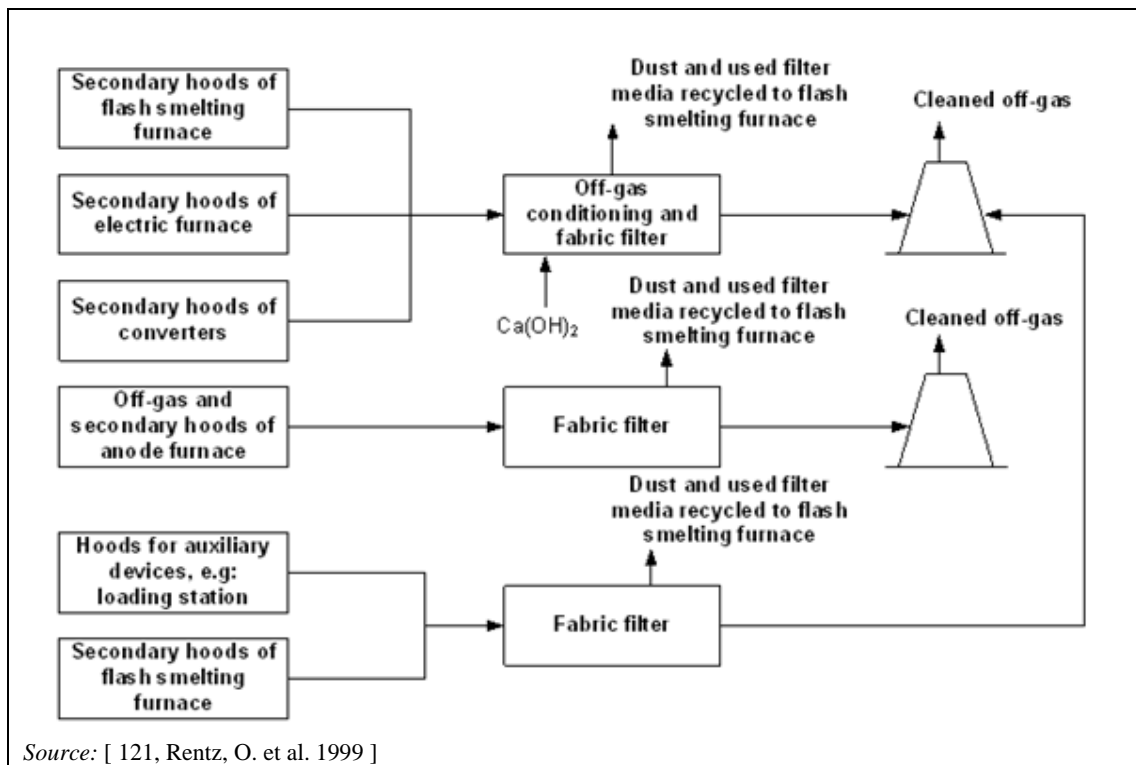 Secondary hoods of
flash smelting
furnace
Secondary hoods of
electric furnace
Secondary hoods of
converters
Off-gas and
secondary hoods of
anode furnace
Hoods for auxiliary
devices, e.g:
loading station
Secondary hoods of
flash smelting
furnace
Dust and used filter
media recycled to flash
smelting furnace
Off-gas
conditioning and
fabric filter
Ca(OH)₂
Dust and used filter
media recycled to flash
smelting furnace
Fabric filter
Dust and used filter
media recycled to flash
smelting furnace
Fabric filter
Cleaned off-gas
Cleaned off-gas
Source: [ 121, Rentz, O. et al. 1999 ]